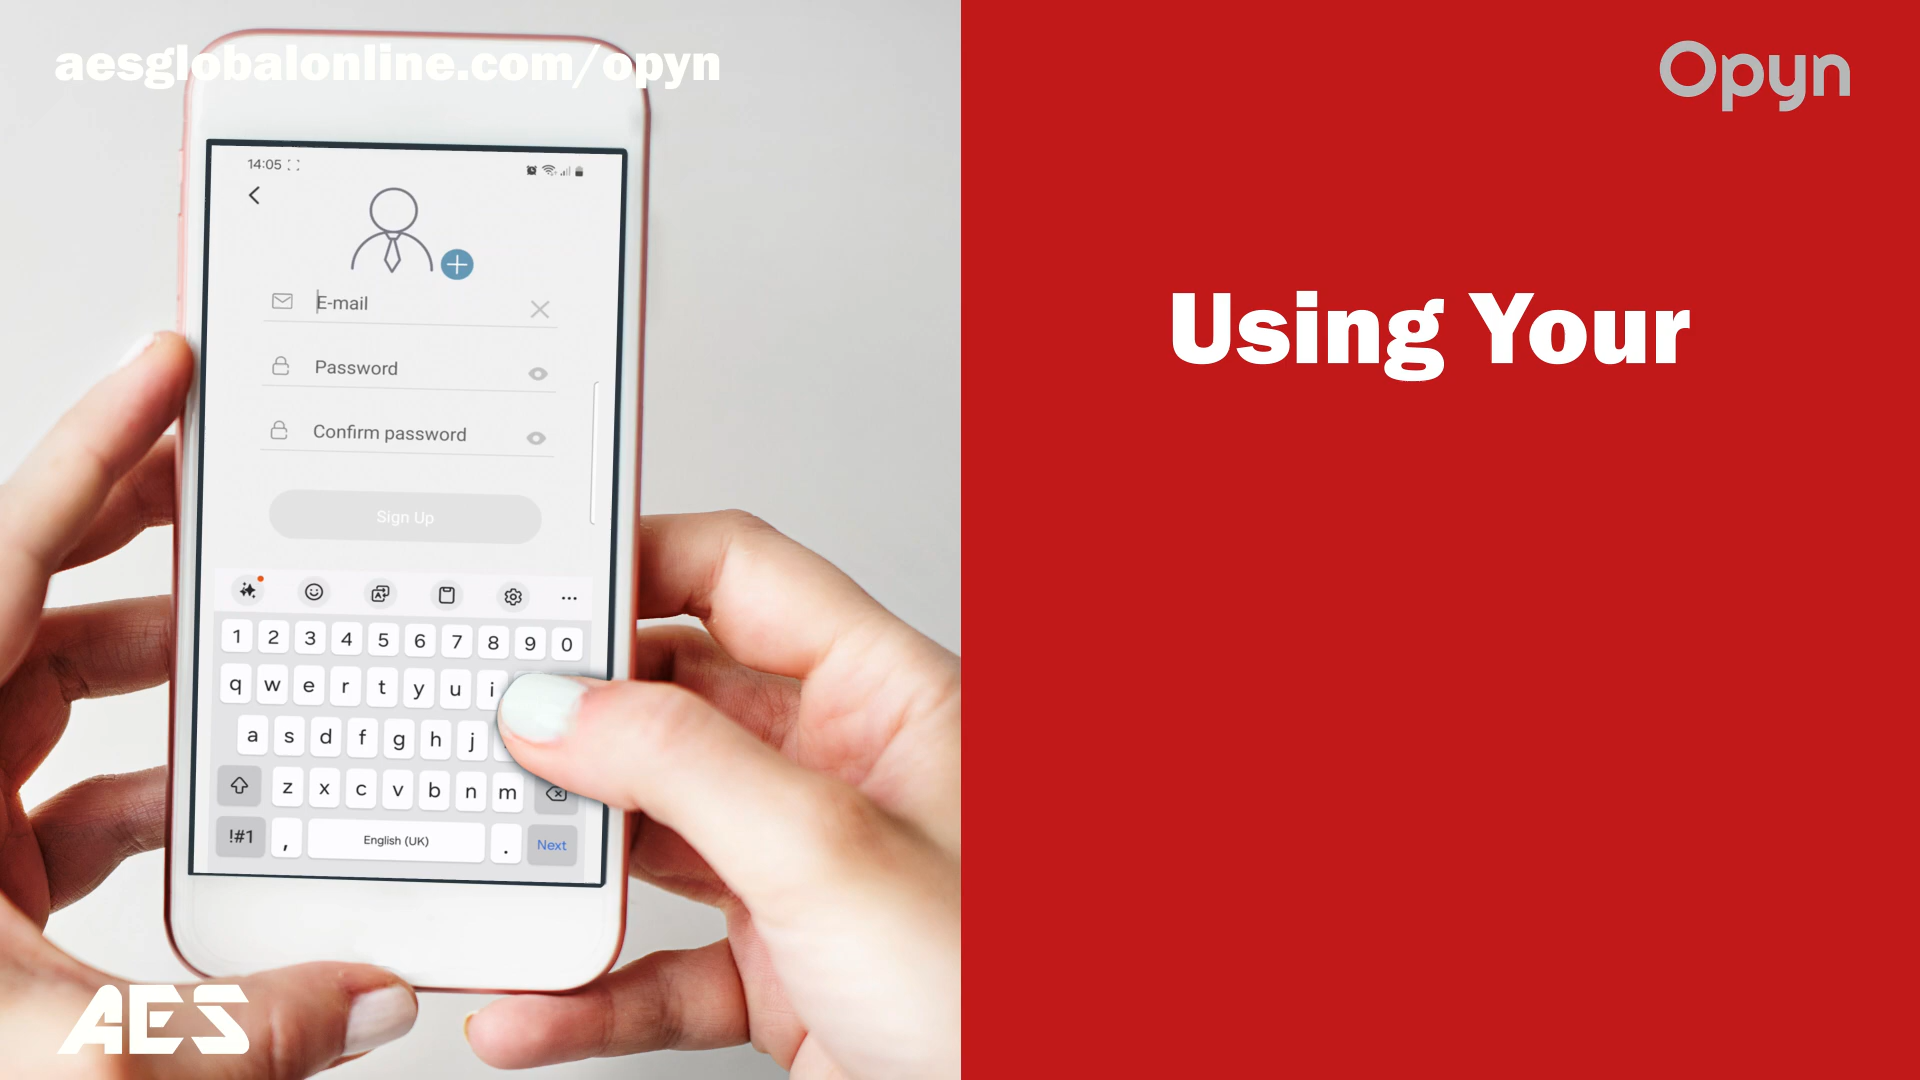 aesglobalonline.com/opyn
Opyn
Using Your
14:05
E-mail
Password
Confirm password
Sign Up
1 2 3 4 5 6 7 8 9 0
q w e r t y u i
a s d f g h j
z x c v b n m
!#1 , English (UK) . Next
AES